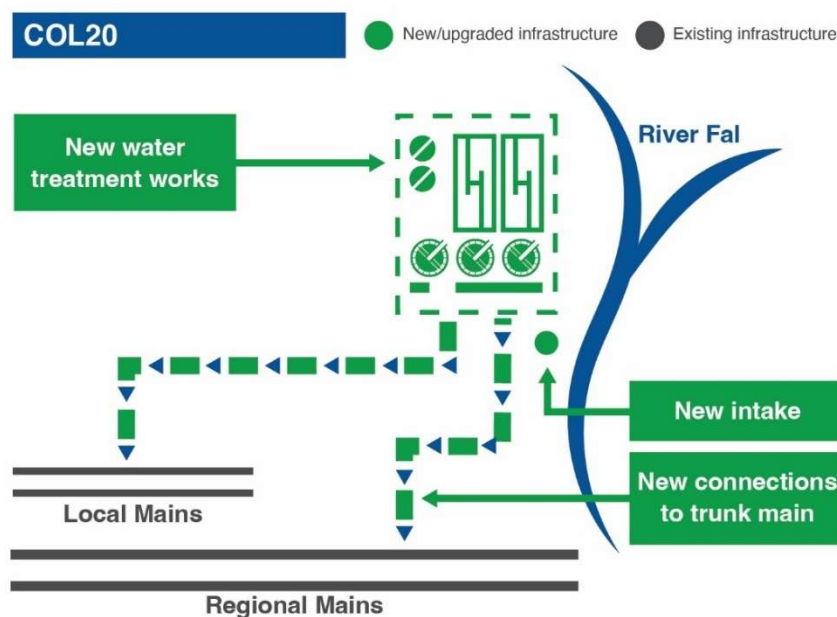 COL20
New/upgraded infrastructure
Existing infrastructure
New water
treatment works
River Fal
New intake
New connections
to trunk main
Local Mains
Regional Mains